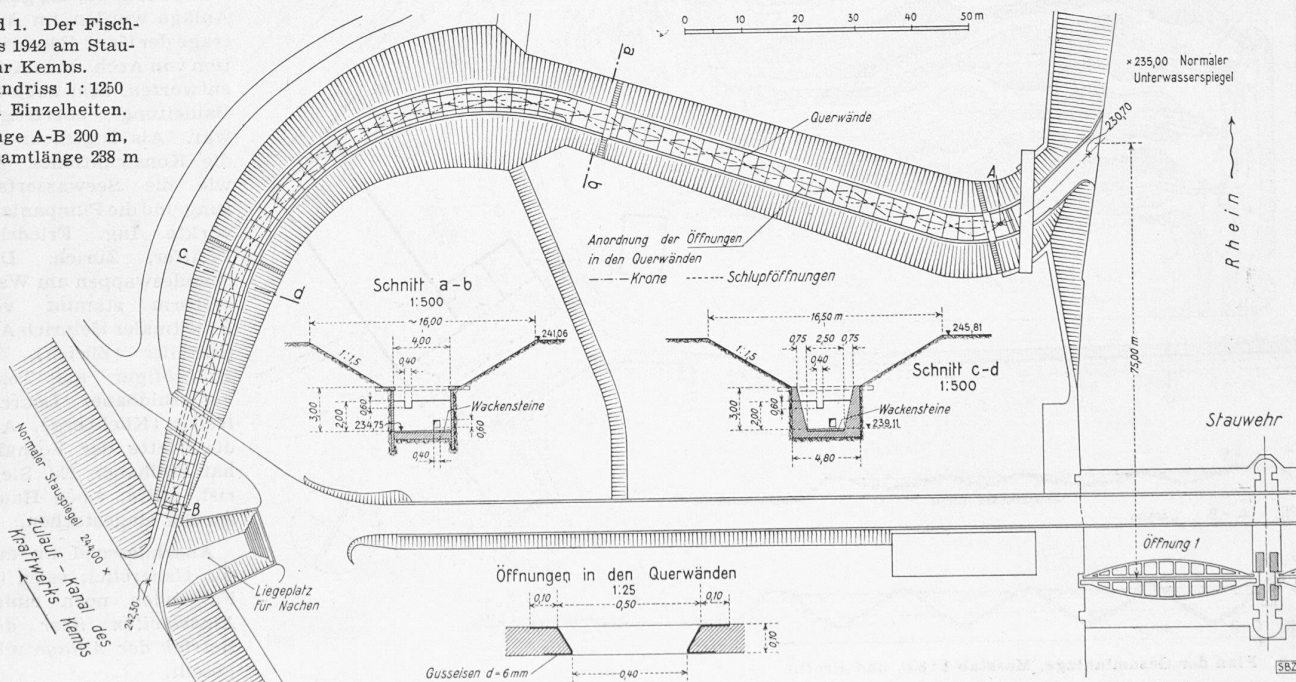 d 1. Der Fisch-
s 1942 am Stau-
hr Kembs.
ndriss 1 : 1250
Einzelheiten.
ge A-B 200 m,
samtlänge 238 m
0 10 20 30 40 50 m
× 235,00 Normaler
Unterwasserspiegel
230,70
Rhein
Querwände
a
b
A
Anordnung der Öffnungen
in den Querwänden
Krone Schlupföffnungen
c
d
75,00 m
Schnitt a-b
1:500
~16,00
4,00
241,06
1:1,5
0,40
3,00
2,00
0,60
234,75
Wackensteine
0,60
0,40
16,50 m
245,81
0,75 2,50 0,75
1:1,5
0,40
Schnitt c-d
1:500
3,00
2,00
0,60
Wackensteine
239,11
4,80
Stauwehr
Öffnung 1
B
Normaler Stauspiegel 244,00 ×
Zulauf-Kanal des
Kraftwerks Kembs
242,30
Liegeplatz
für Nachen
Öffnungen in den Querwänden
1:25
0,10 0,50 0,10
0,10
Gusseisen d=6mm
0,40
SBZ